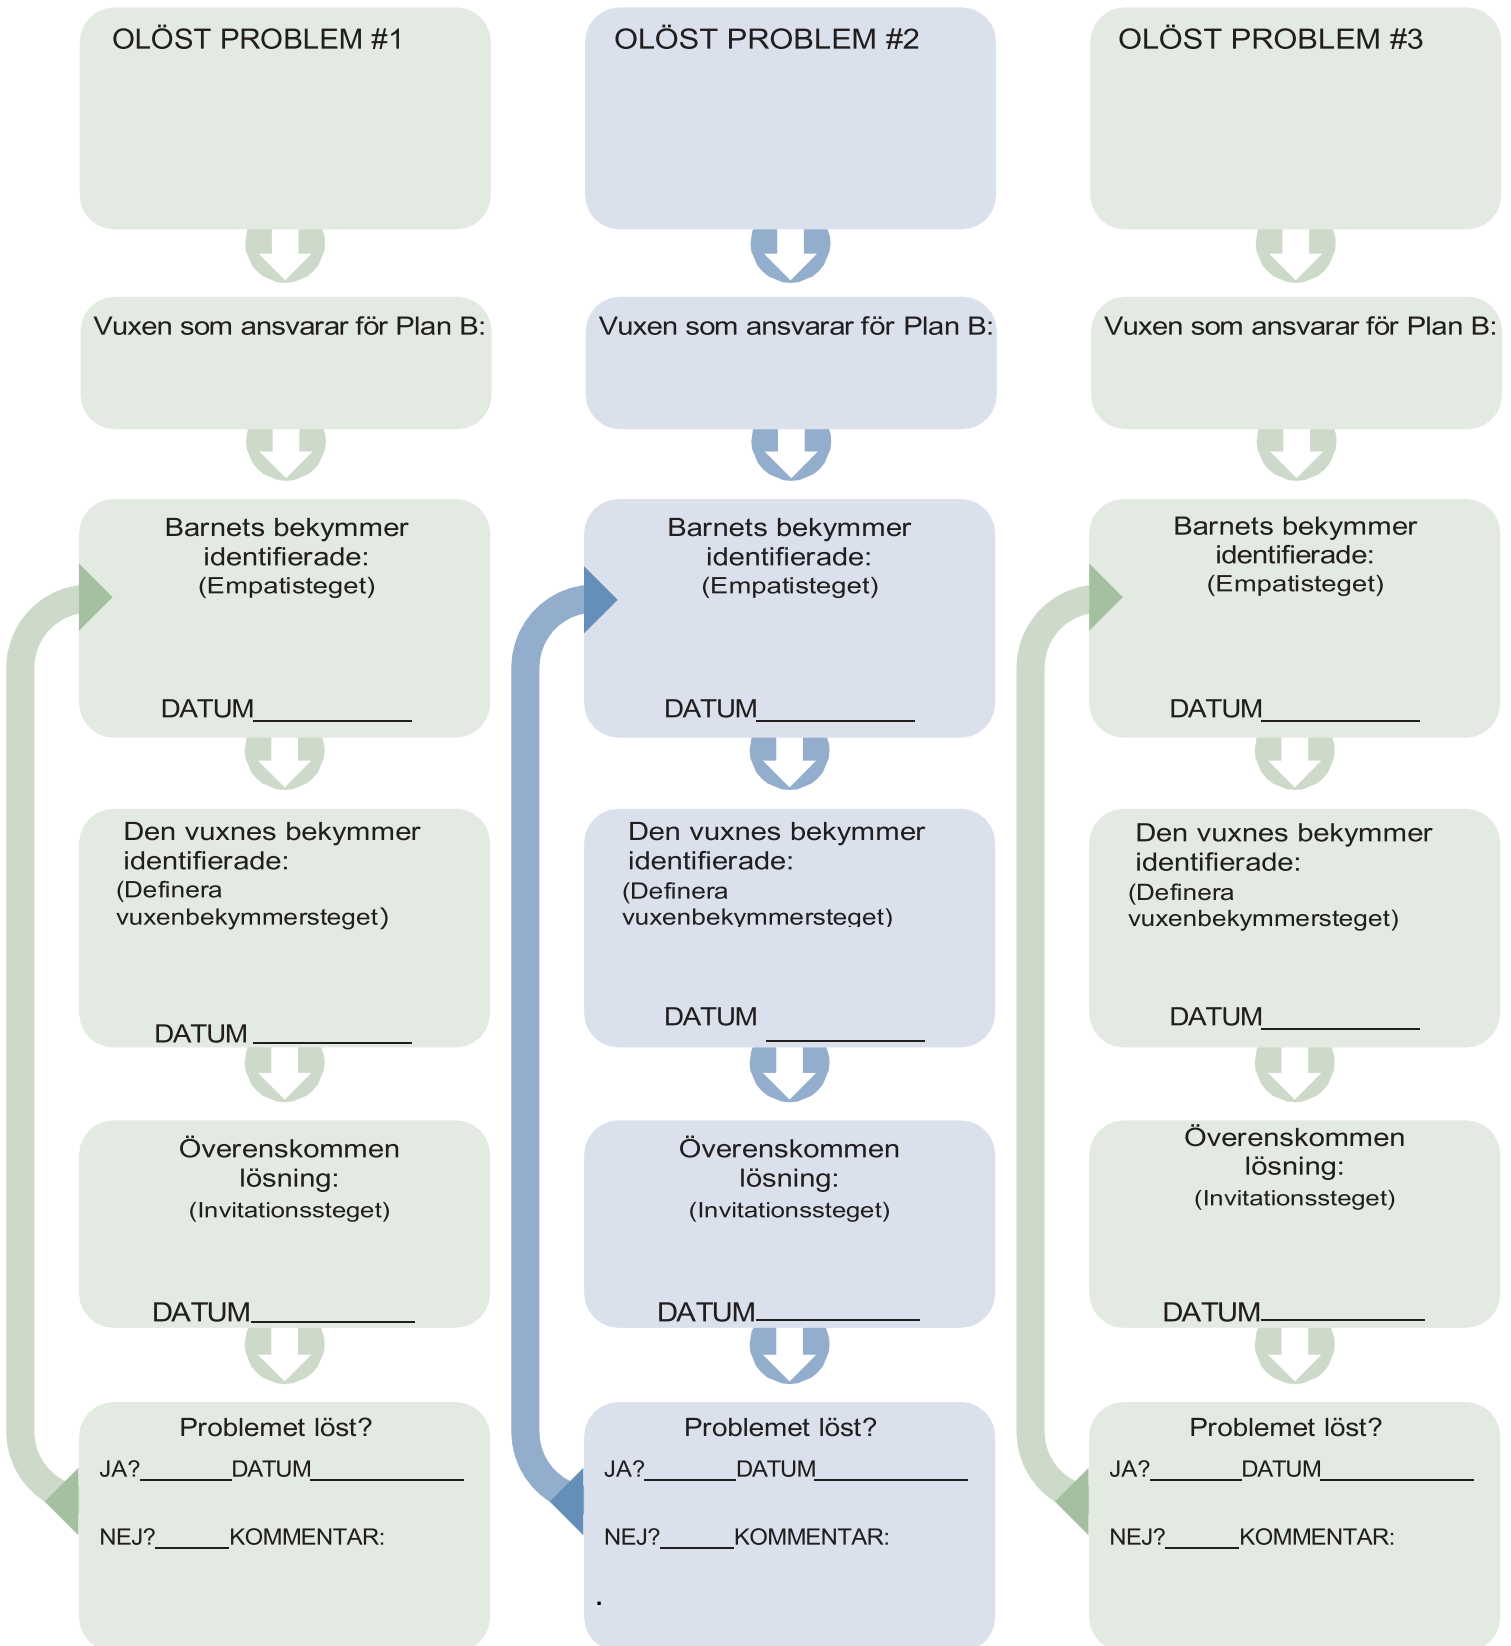 OLÖST PROBLEM #1
Vuxen som ansvarar för Plan B:
Barnets bekymmer
identifierade:
(Empatisteget)
DATUM___________
Den vuxnes bekymmer
identifierade:
(Definera
vuxenbekymmersteget)
DATUM ___________
Överenskommen
lösning:
(Invitationssteget)
DATUM___________
Problemet löst?
JA?_______DATUM____________
NEJ?______KOMMENTAR:
OLÖST PROBLEM #2
Vuxen som ansvarar för Plan B:
Barnets bekymmer
identifierade:
(Empatisteget)
DATUM___________
Den vuxnes bekymmer
identifierade:
(Definera
vuxenbekymmersteget)
DATUM ___________
Överenskommen
lösning:
(Invitationssteget)
DATUM___________
Problemet löst?
JA?_______DATUM____________
NEJ?______KOMMENTAR:
.
OLÖST PROBLEM #3
Vuxen som ansvarar för Plan B:
Barnets bekymmer
identifierade:
(Empatisteget)
DATUM___________
Den vuxnes bekymmer
identifierade:
(Definera
vuxenbekymmersteget)
DATUM___________
Överenskommen
lösning:
(Invitationssteget)
DATUM___________
Problemet löst?
JA?_______DATUM____________
NEJ?______KOMMENTAR: